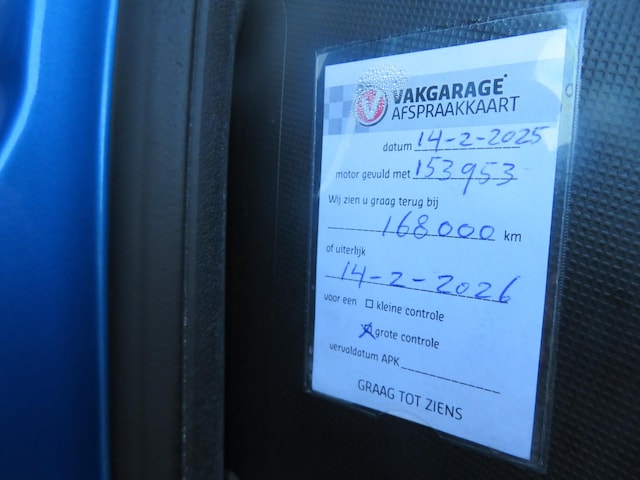 VAKGARAGE
AFSPRAAKKAART
datum 14-2-2025
motor gevuld met 153953
Wij zien u graag terug bij
168000 km
of uiterlijk
14-2-2026
voor een ☐ kleine controle
☒ grote controle
vervaldatum APK
GRAAG TOT ZIENS